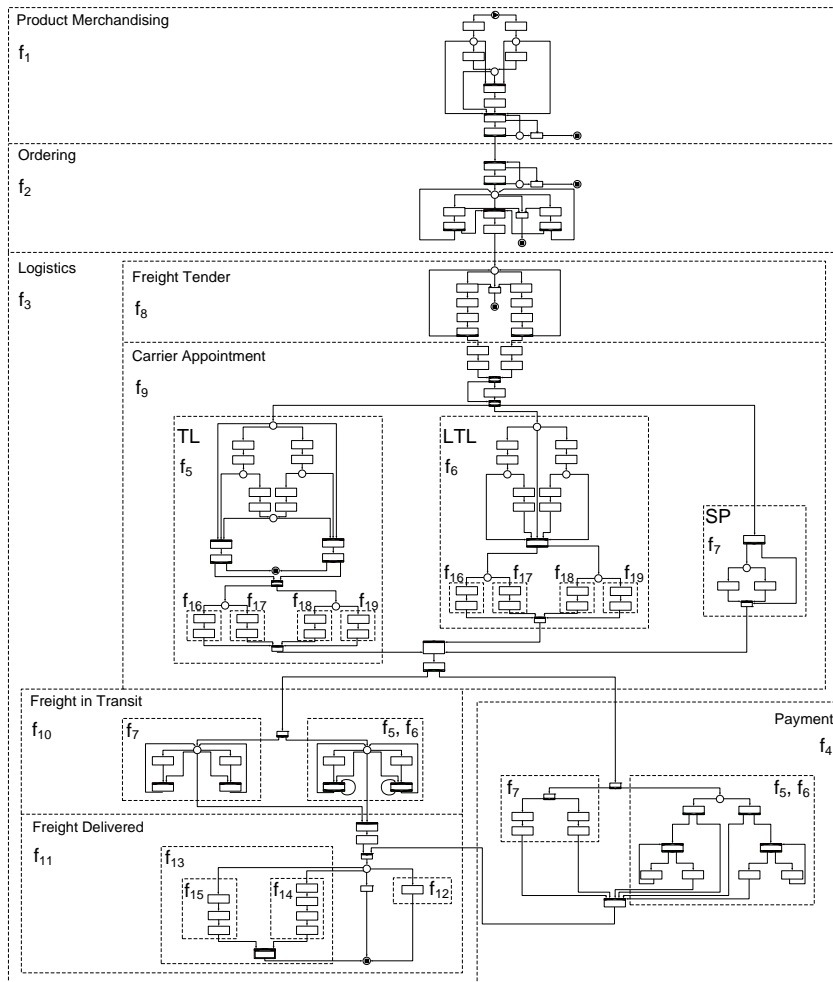 Product Merchandising
f1
Ordering
f2
Logistics
f3
Freight Tender
f8
Carrier Appointment
f9
TL
f5
LTL
f6
SP
f7
f16 f17 f18 f19
f16 f17 f18 f19
Freight in Transit
f10
f7
f5, f6
Payment
f4
f7
f5, f6
Freight Delivered
f11
f13
f15
f14
f12